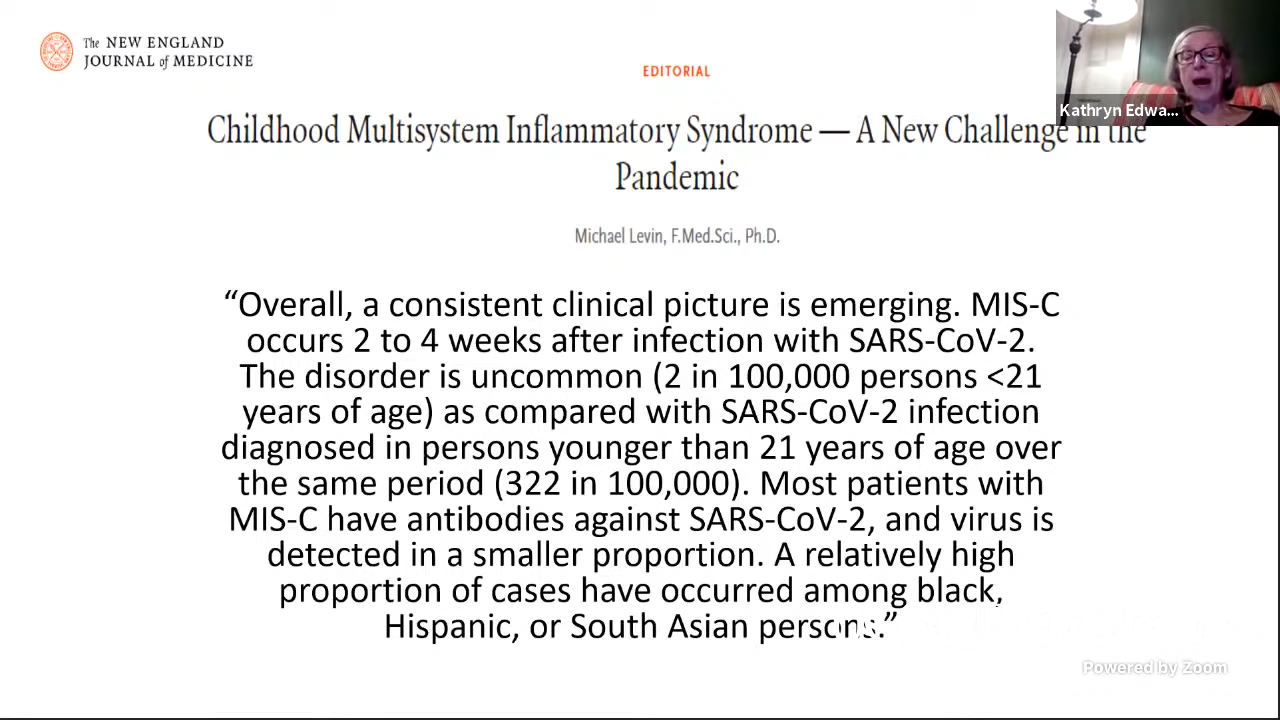 The NEW ENGLAND
JOURNAL of MEDICINE
EDITORIAL
Kathryn Edwa...
Childhood Multisystem Inflammatory Syndrome — A New Challenge in the
Pandemic
Michael Levin, F.Med.Sci., Ph.D.
“Overall, a consistent clinical picture is emerging. MIS-C
occurs 2 to 4 weeks after infection with SARS-CoV-2.
The disorder is uncommon (2 in 100,000 persons <21
years of age) as compared with SARS-CoV-2 infection
diagnosed in persons younger than 21 years of age over
the same period (322 in 100,000). Most patients with
MIS-C have antibodies against SARS-CoV-2, and virus is
detected in a smaller proportion. A relatively high
proportion of cases have occurred among black,
Hispanic, or South Asian persons.”
Powered by Zoom